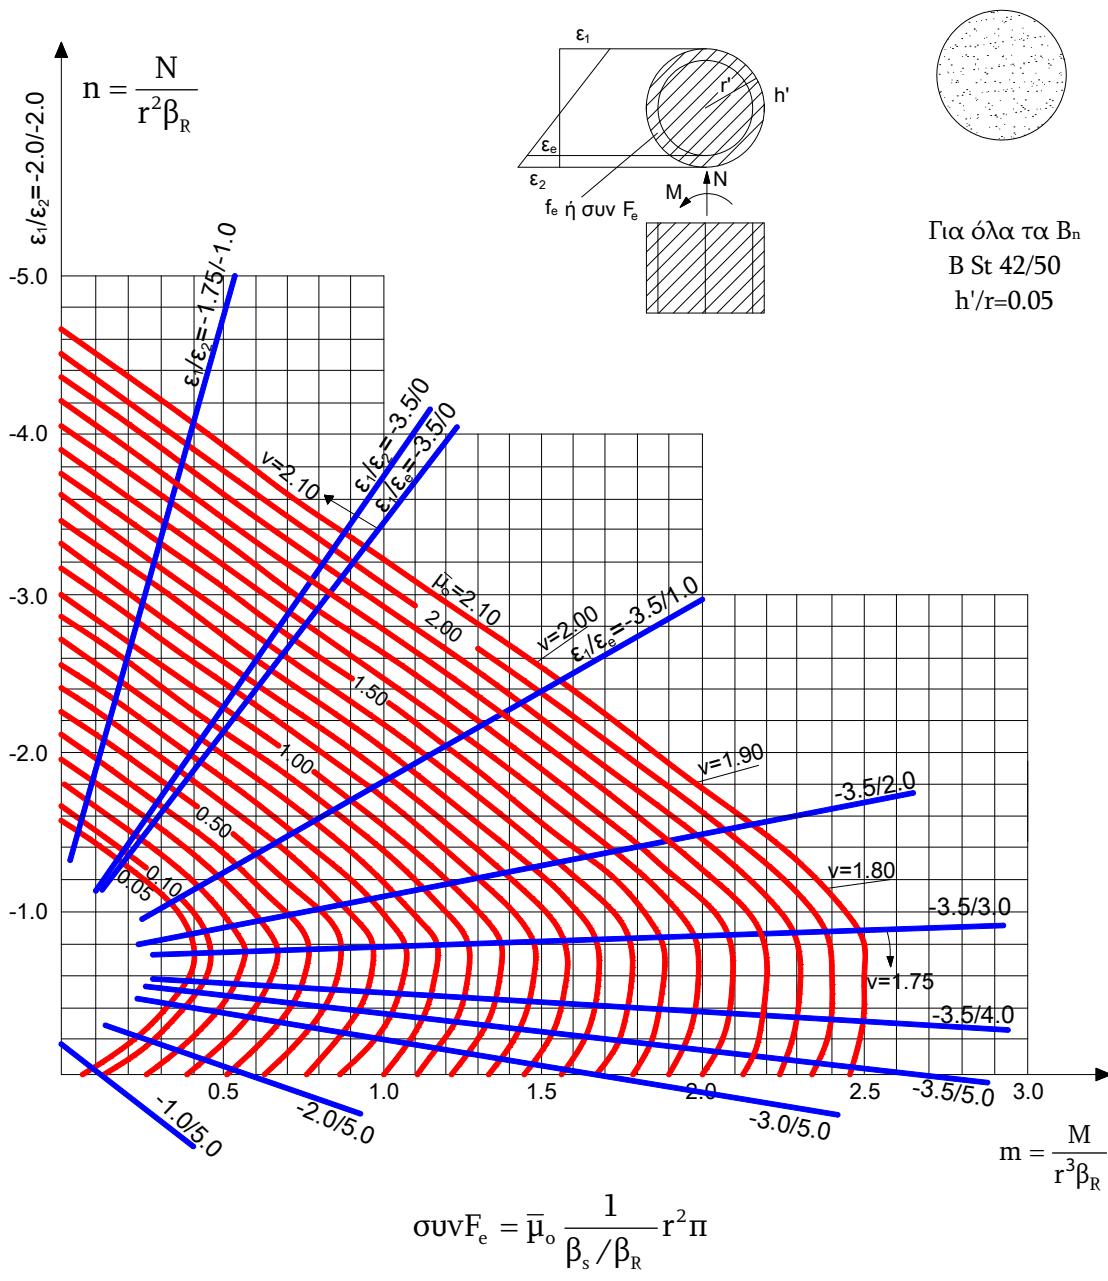 n = N / r²β_R
ε₁/ε₂=-2.0/-2.0
-5.0
-4.0
-3.0
-2.0
-1.0
ε₁
r'
h'
εₑ
ε₂
fₑ ή συν Fₑ
M
N
Για όλα τα Bₙ
B St 42/50
h'/r=0.05
ε₁/ε₂=-1.75/-1.0
ε₁/ε₂= -3.5/0
ε₁/εₑ=-3.5/0
v=2.10
μ̄ₒ=2.10
2.00
v=2.00
ε₁/εₑ=-3.5/1.0
1.50
1.00
0.50
0.10
0.05
v=1.90
-3.5/2.0
v=1.80
-3.5/3.0
v=1.75
-3.5/4.0
-3.5/5.0
-3.0/5.0
-2.0/5.0
-1.0/5.0
0.5
1.0
1.5
2.0
2.5
3.0
m = M / r³β_R
συνFₑ = μ̄ₒ 1 / (βₛ/β_R) r²π